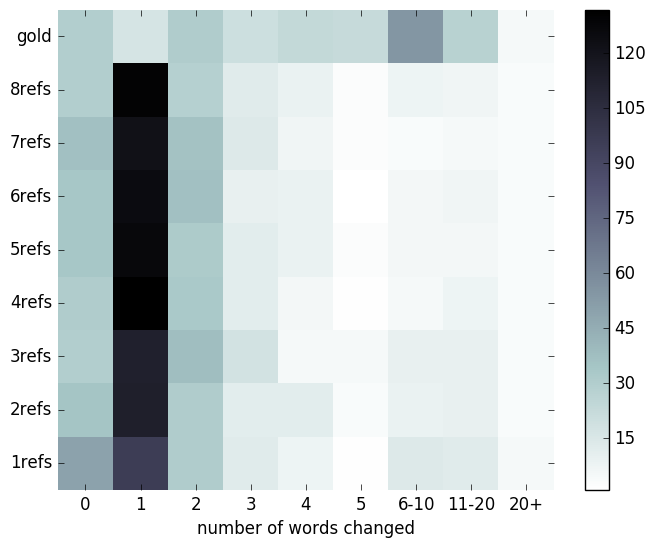 gold
8refs
7refs
6refs
5refs
4refs
3refs
2refs
1refs
0 1 2 3 4 5 6-10 11-20 20+
number of words changed
120
105
90
75
60
45
30
15